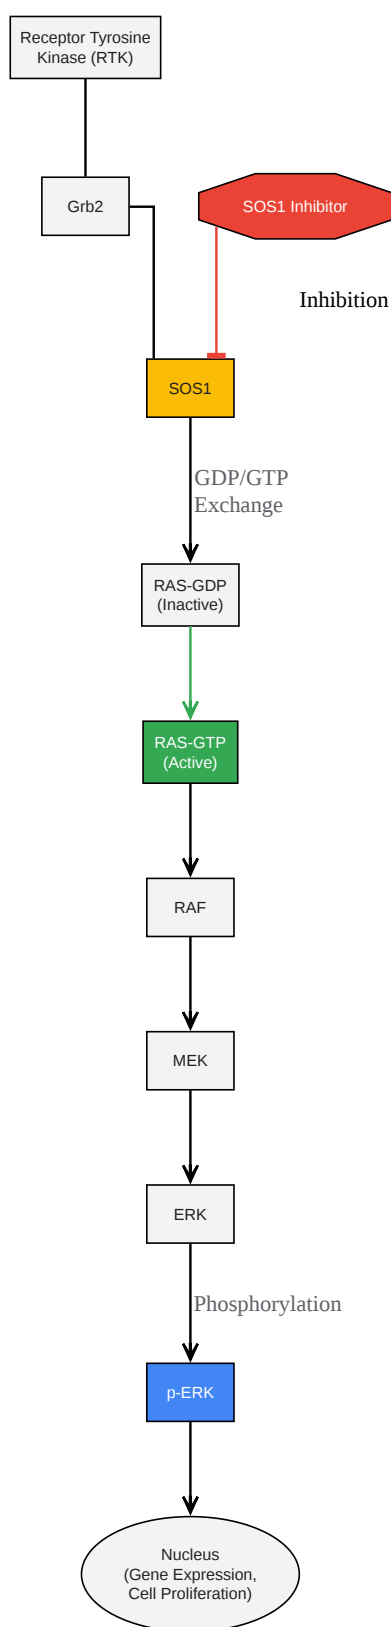 Receptor Tyrosine
Kinase (RTK)
Grb2
SOS1 Inhibitor
Inhibition
SOS1
GDP/GTP
Exchange
RAS-GDP
(Inactive)
RAS-GTP
(Active)
RAF
MEK
ERK
Phosphorylation
p-ERK
Nucleus
(Gene Expression,
Cell Proliferation)